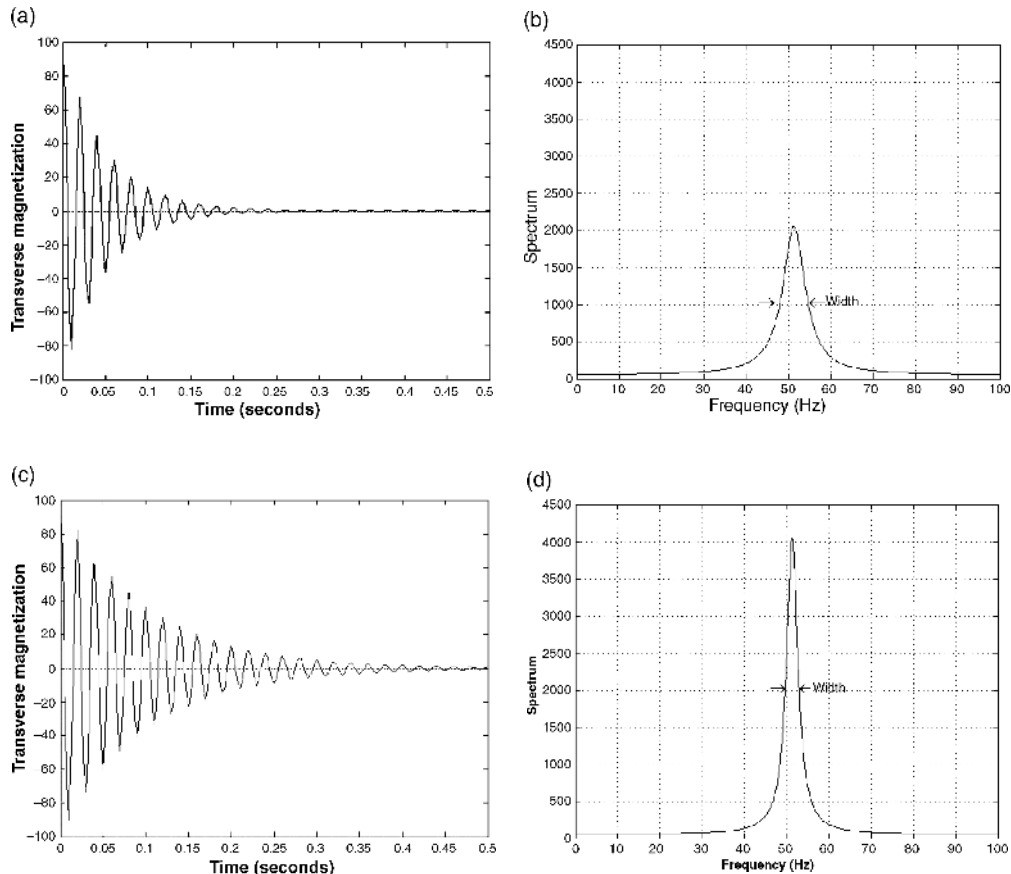 (a)
100
80
60
40
20
0
−20
−40
−60
−80
−100
Transverse magnetization
0 0.05 0.1 0.15 0.2 0.25 0.3 0.35 0.4 0.45 0.5
Time (seconds)
(b)
4500
4000
3500
3000
2500
2000
1500
1000
500
0
Spectrum
Width
0 10 20 30 40 50 60 70 80 90 100
Frequency (Hz)
(c)
100
80
60
40
20
0
−20
−40
−60
−80
−100
Transverse magnetization
0 0.05 0.1 0.15 0.2 0.25 0.3 0.35 0.4 0.45 0.5
Time (seconds)
(d)
4500
4000
3500
3000
2500
2000
1500
1000
500
0
Spectrum
Width
0 10 20 30 40 50 60 70 80 90 100
Frequency (Hz)